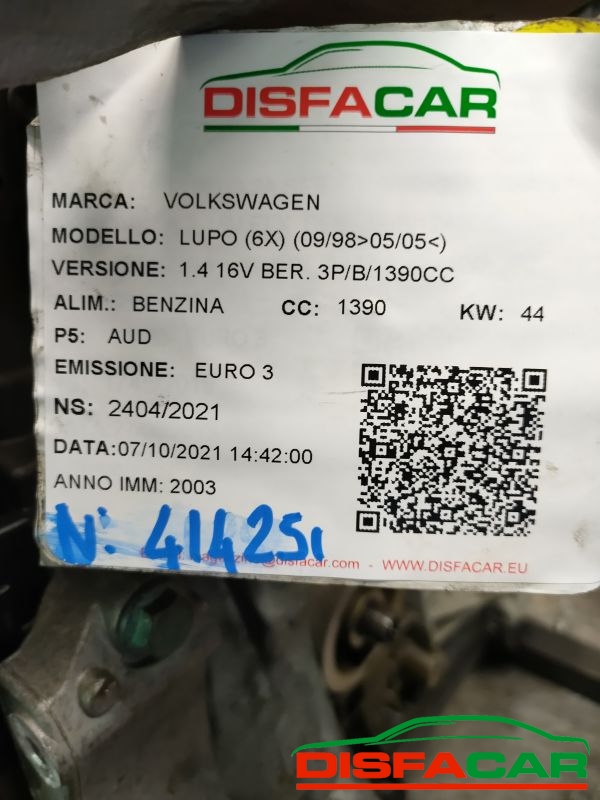 DISFACAR
MARCA: VOLKSWAGEN
MODELLO: LUPO (6X) (09/98>05/05<)
VERSIONE: 1.4 16V BER. 3P/B/1390CC
ALIM.: BENZINA CC: 1390 KW: 44
P5: AUD
EMISSIONE: EURO 3
NS: 2404/2021
DATA:07/10/2021 14:42:00
ANNO IMM: 2003
N: 414251
@disfacar.com - WWW.DISFACAR.EU
DISFACAR